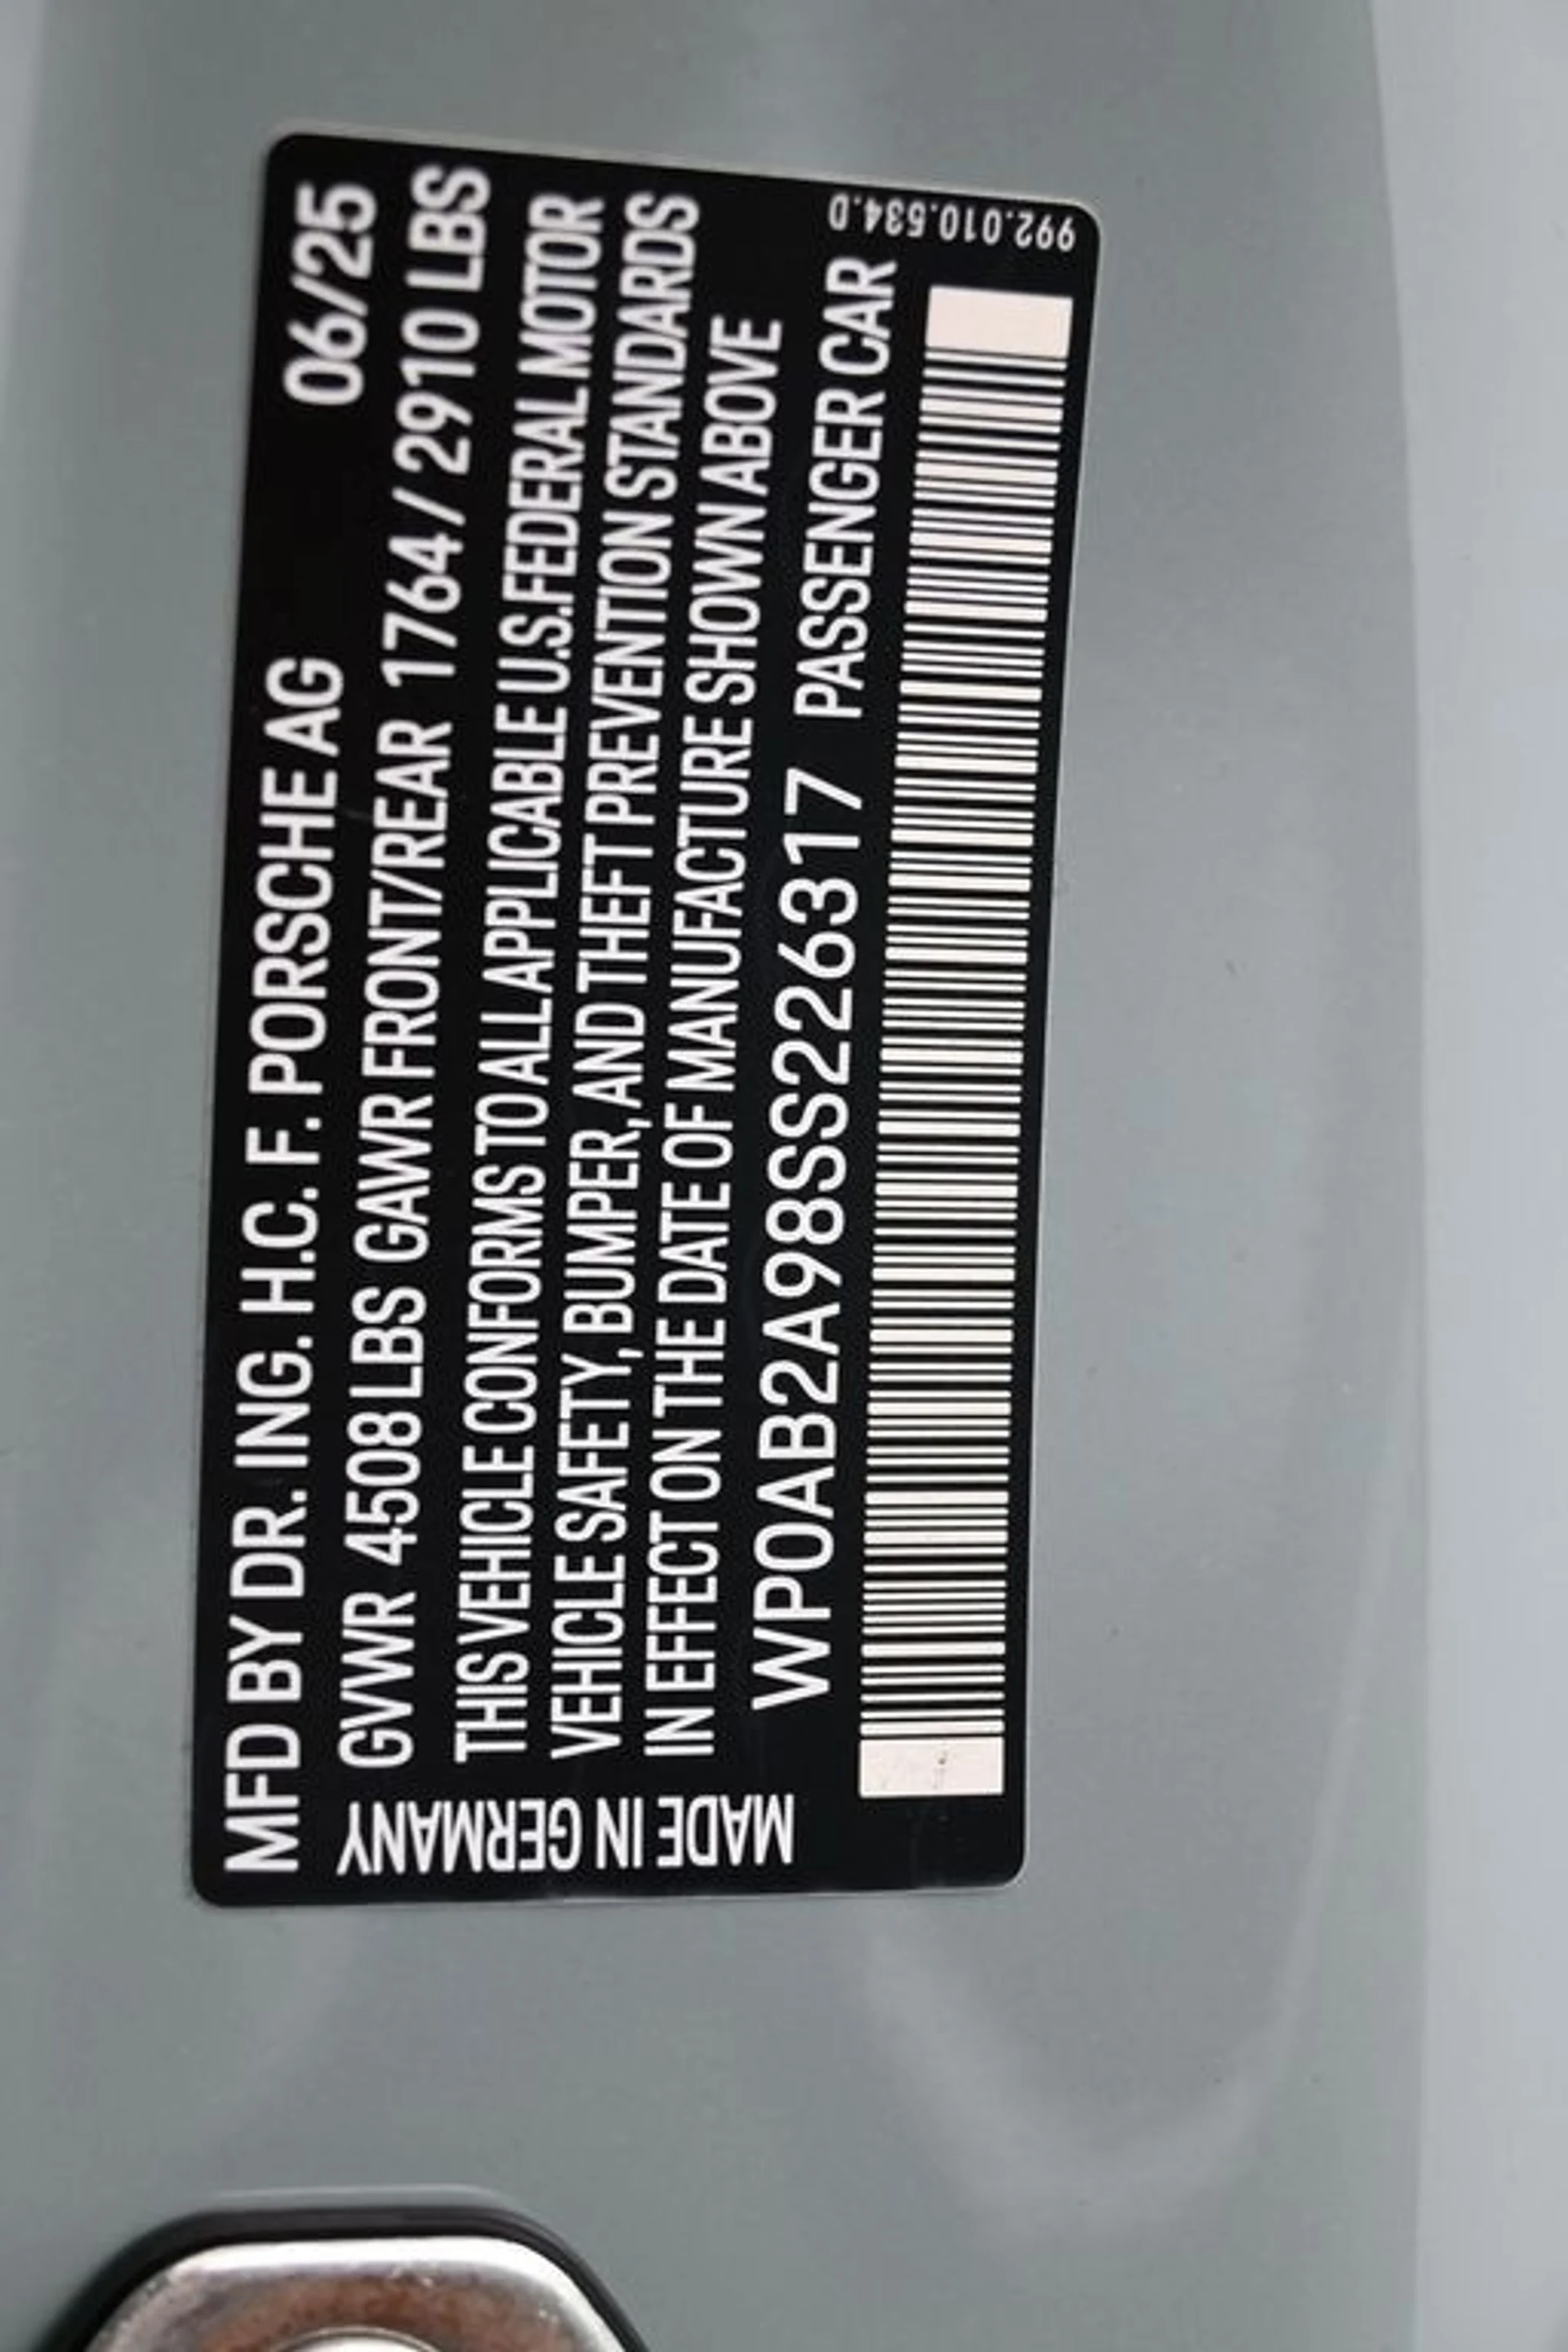 MFD BY DR. ING. H.C. F. PORSCHE AG 06/25
GVWR 4508 LBS GAWR FRONT/REAR 1764 / 2910 LBS
THIS VEHICLE CONFORMS TO ALL APPLICABLE U.S. FEDERAL MOTOR
VEHICLE SAFETY, BUMPER, AND THEFT PREVENTION STANDARDS
IN EFFECT ON THE DATE OF MANUFACTURE SHOWN ABOVE
WP0AB2A98SS226317 PASSENGER CAR
MADE IN GERMANY
992.010.534.D